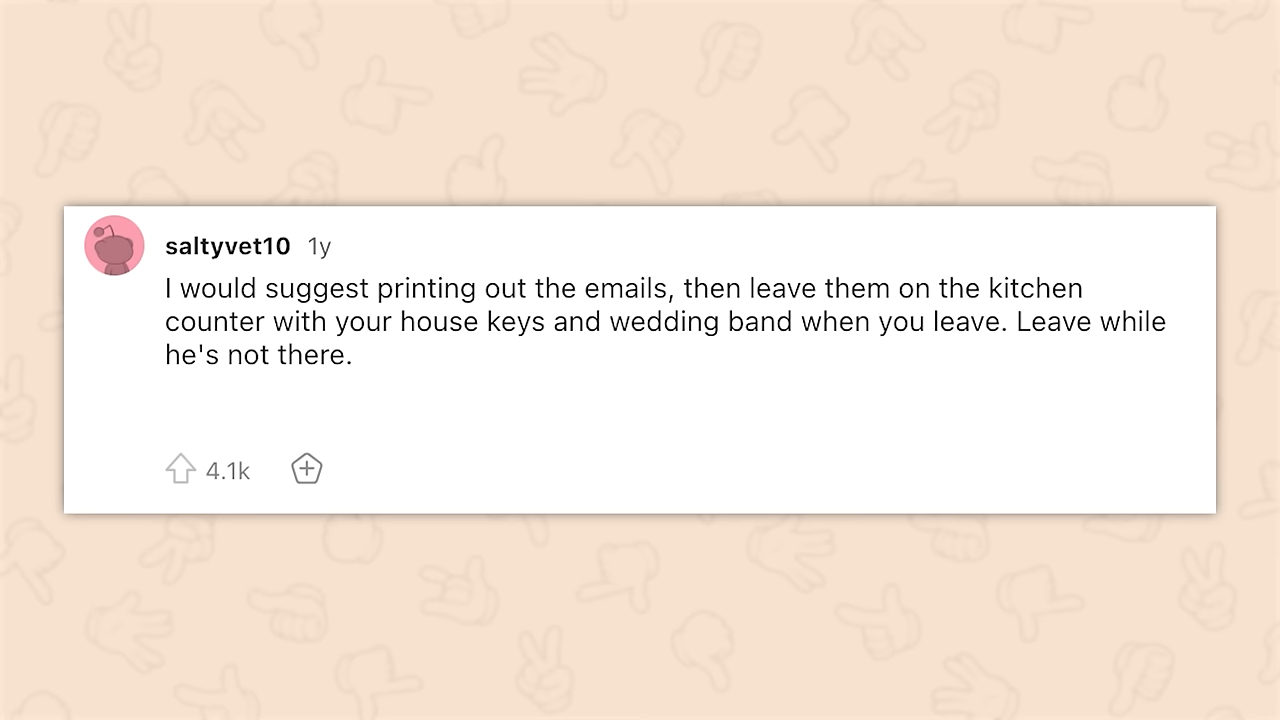 saltyvet10 1y
I would suggest printing out the emails, then leave them on the kitchen
counter with your house keys and wedding band when you leave. Leave while
he's not there.
4.1k